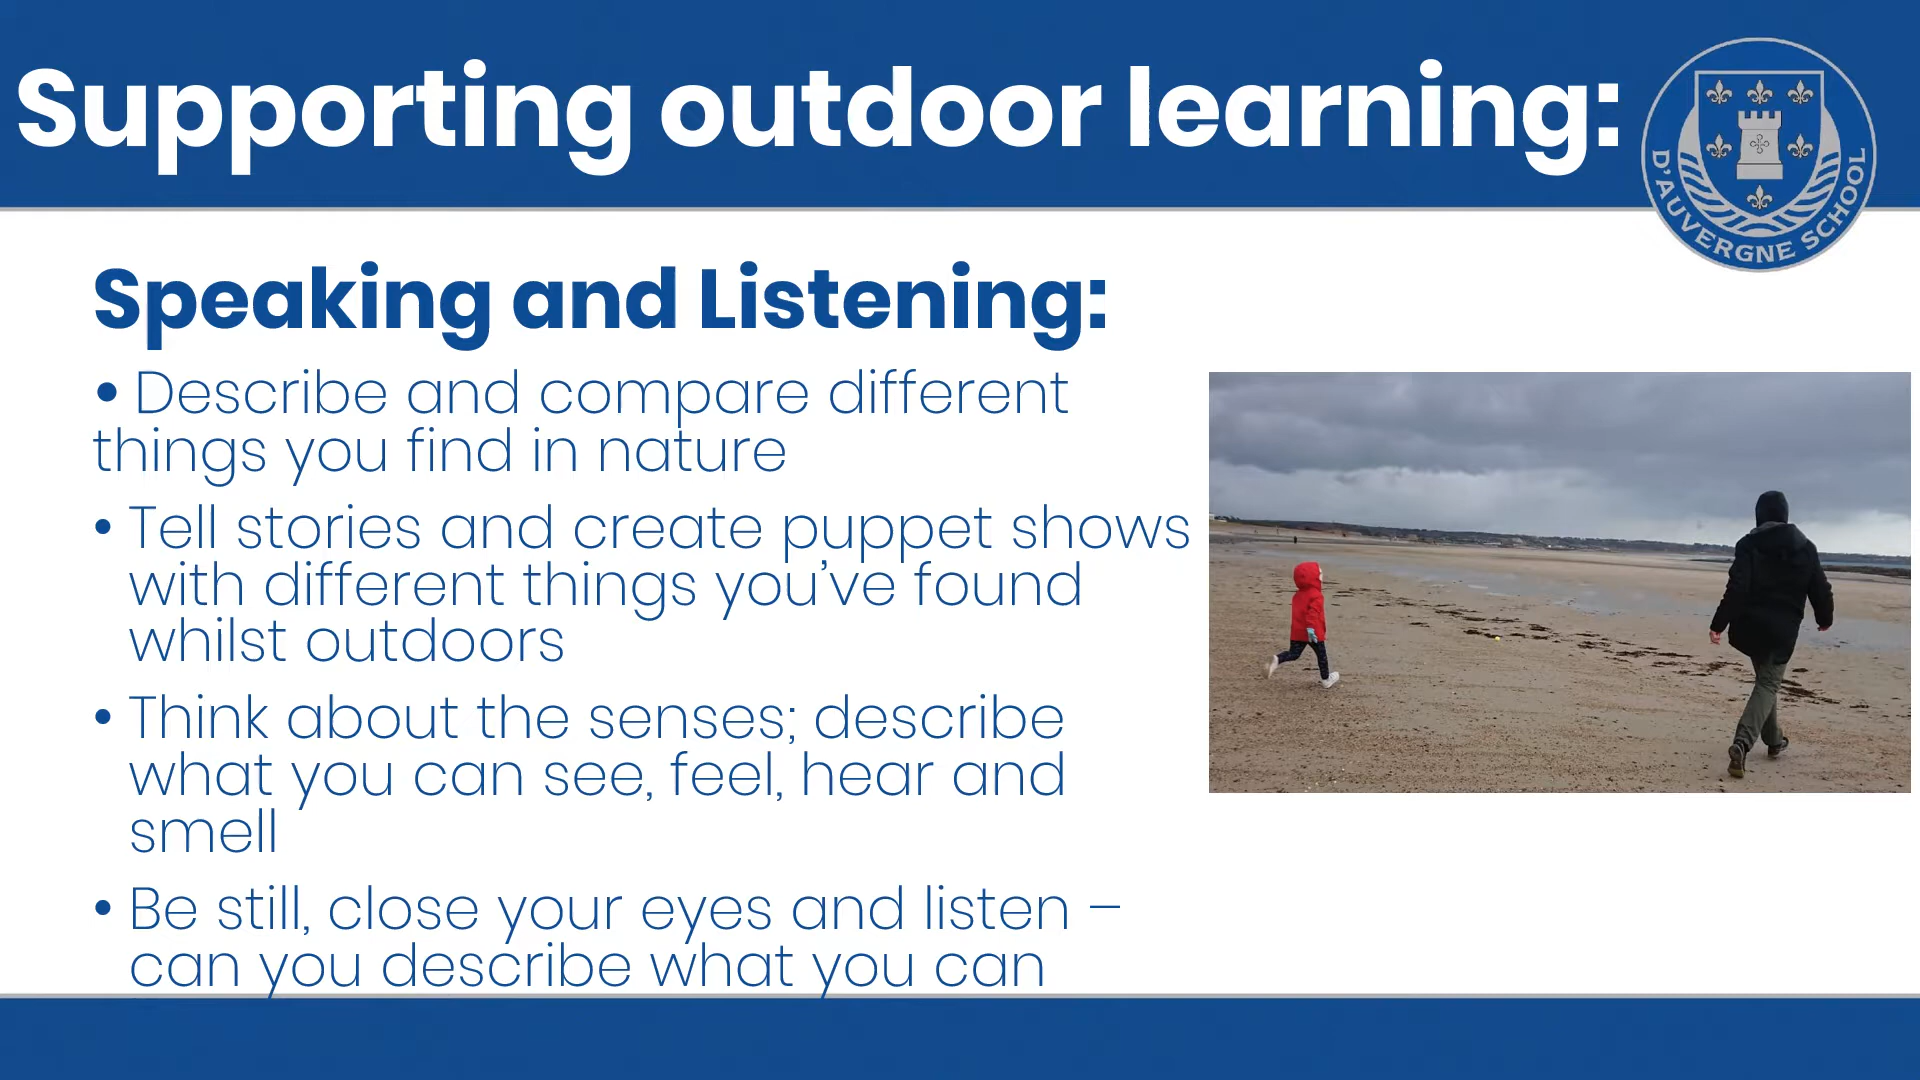 Supporting outdoor learning:
D'AUVERGNE SCHOOL
Speaking and Listening:
• Describe and compare different
things you find in nature
• Tell stories and create puppet shows
with different things you've found
whilst outdoors
• Think about the senses; describe
what you can see, feel, hear and
smell
• Be still, close your eyes and listen –
can you describe what you can